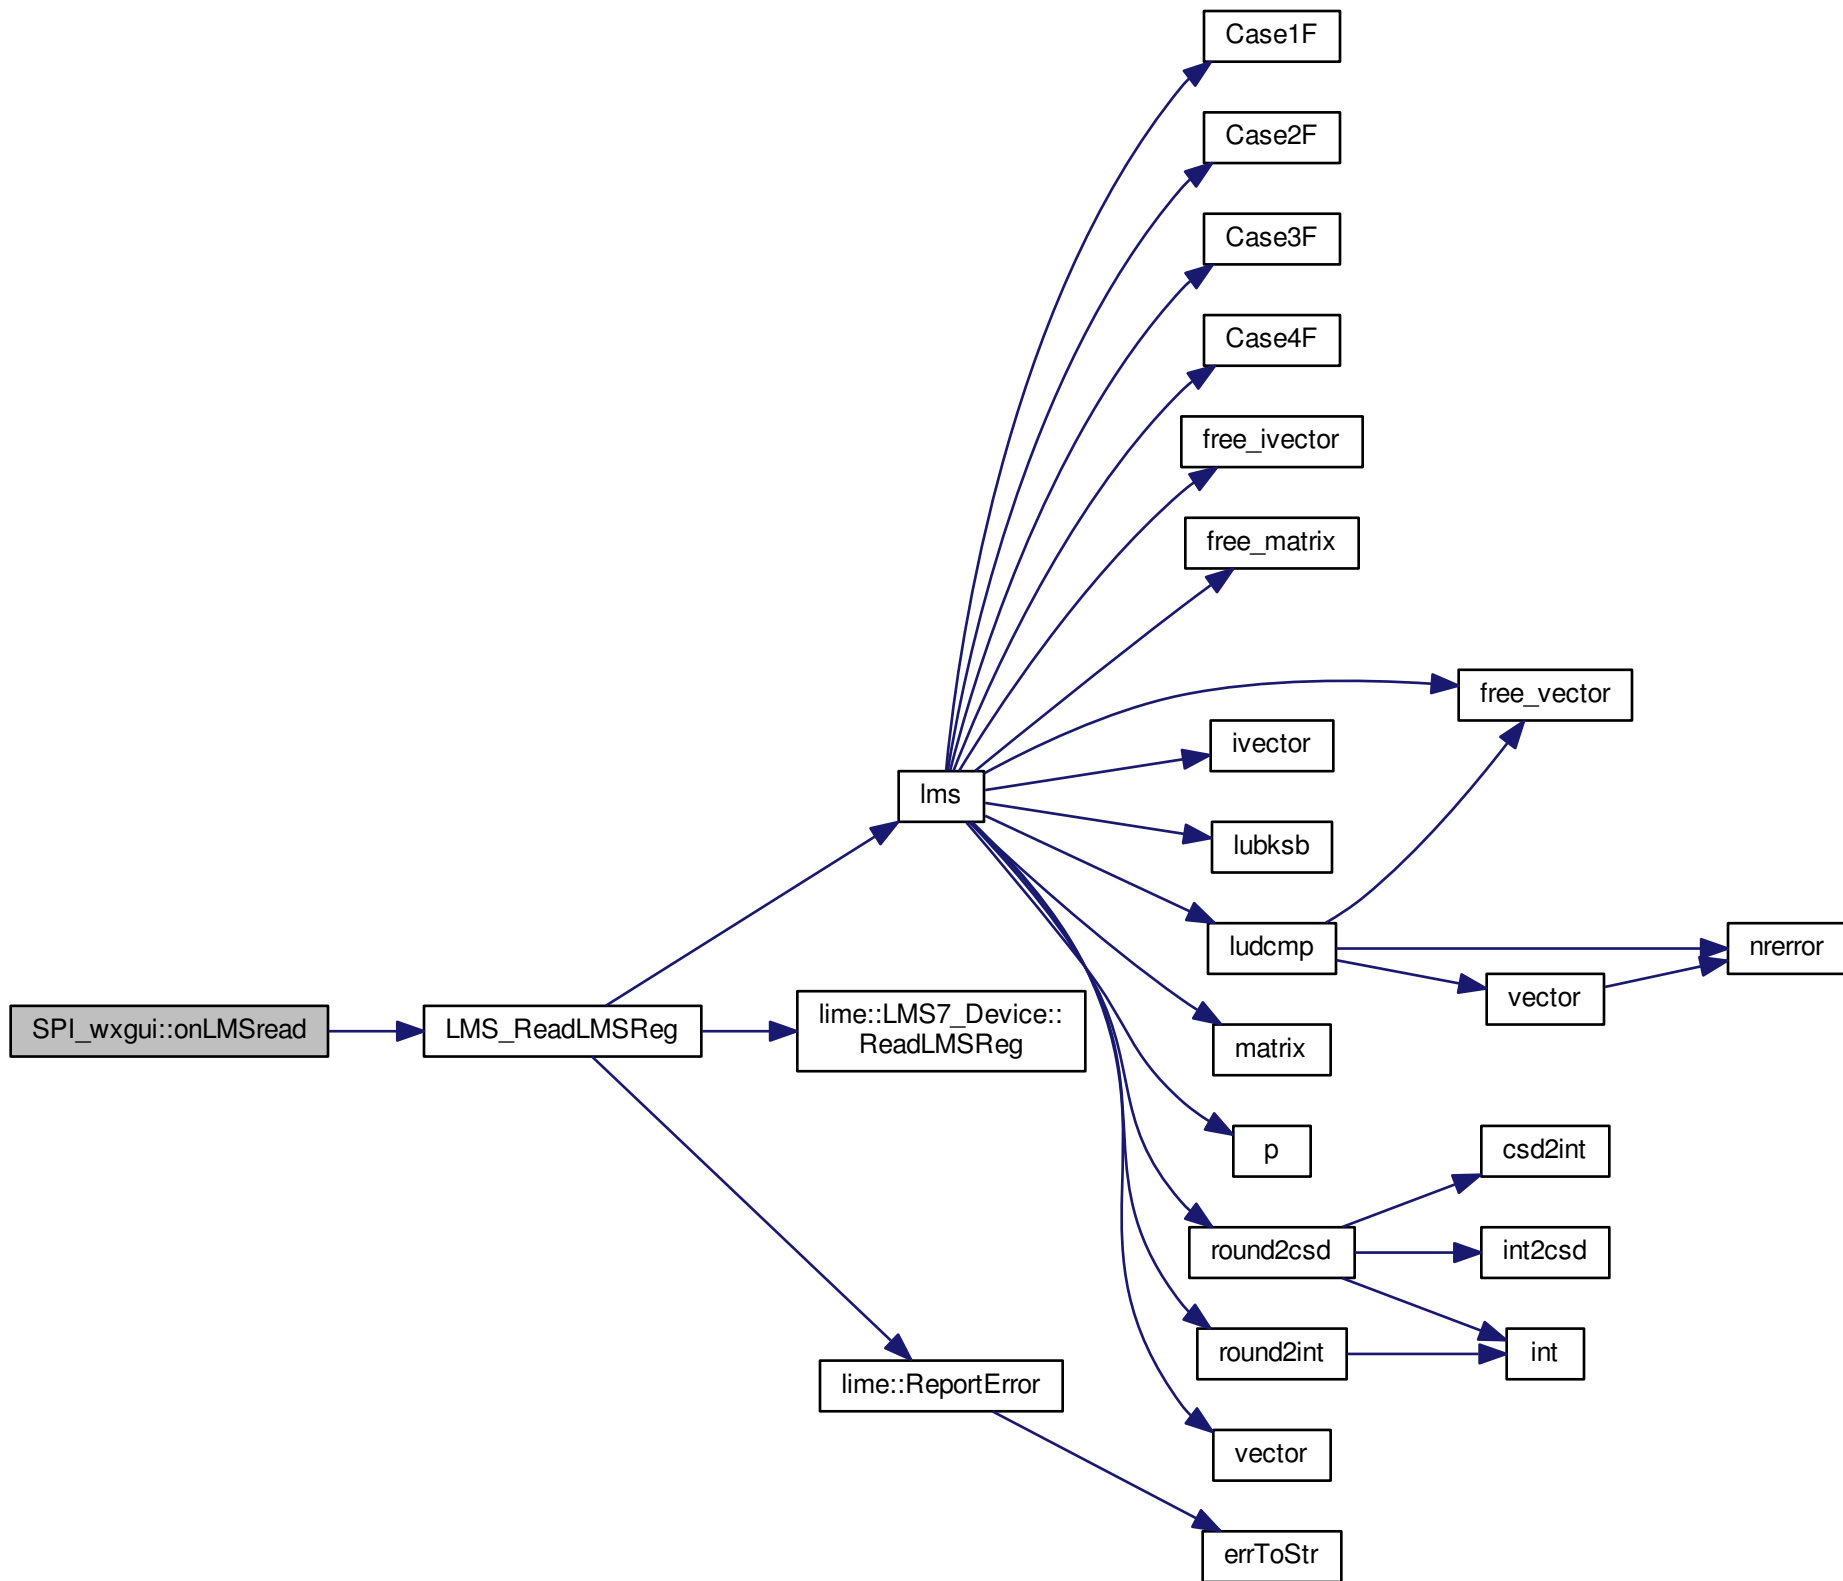 Case1F
Case2F
Case3F
Case4F
free_ivector
free_matrix
free_vector
ivector
lms
lubksb
ludcmp
nrerror
vector
SPI_wxgui::onLMSread
LMS_ReadLMSReg
lime::LMS7_Device::
ReadLMSReg
matrix
p
csd2int
round2csd
int2csd
round2int
int
lime::ReportError
vector
errToStr